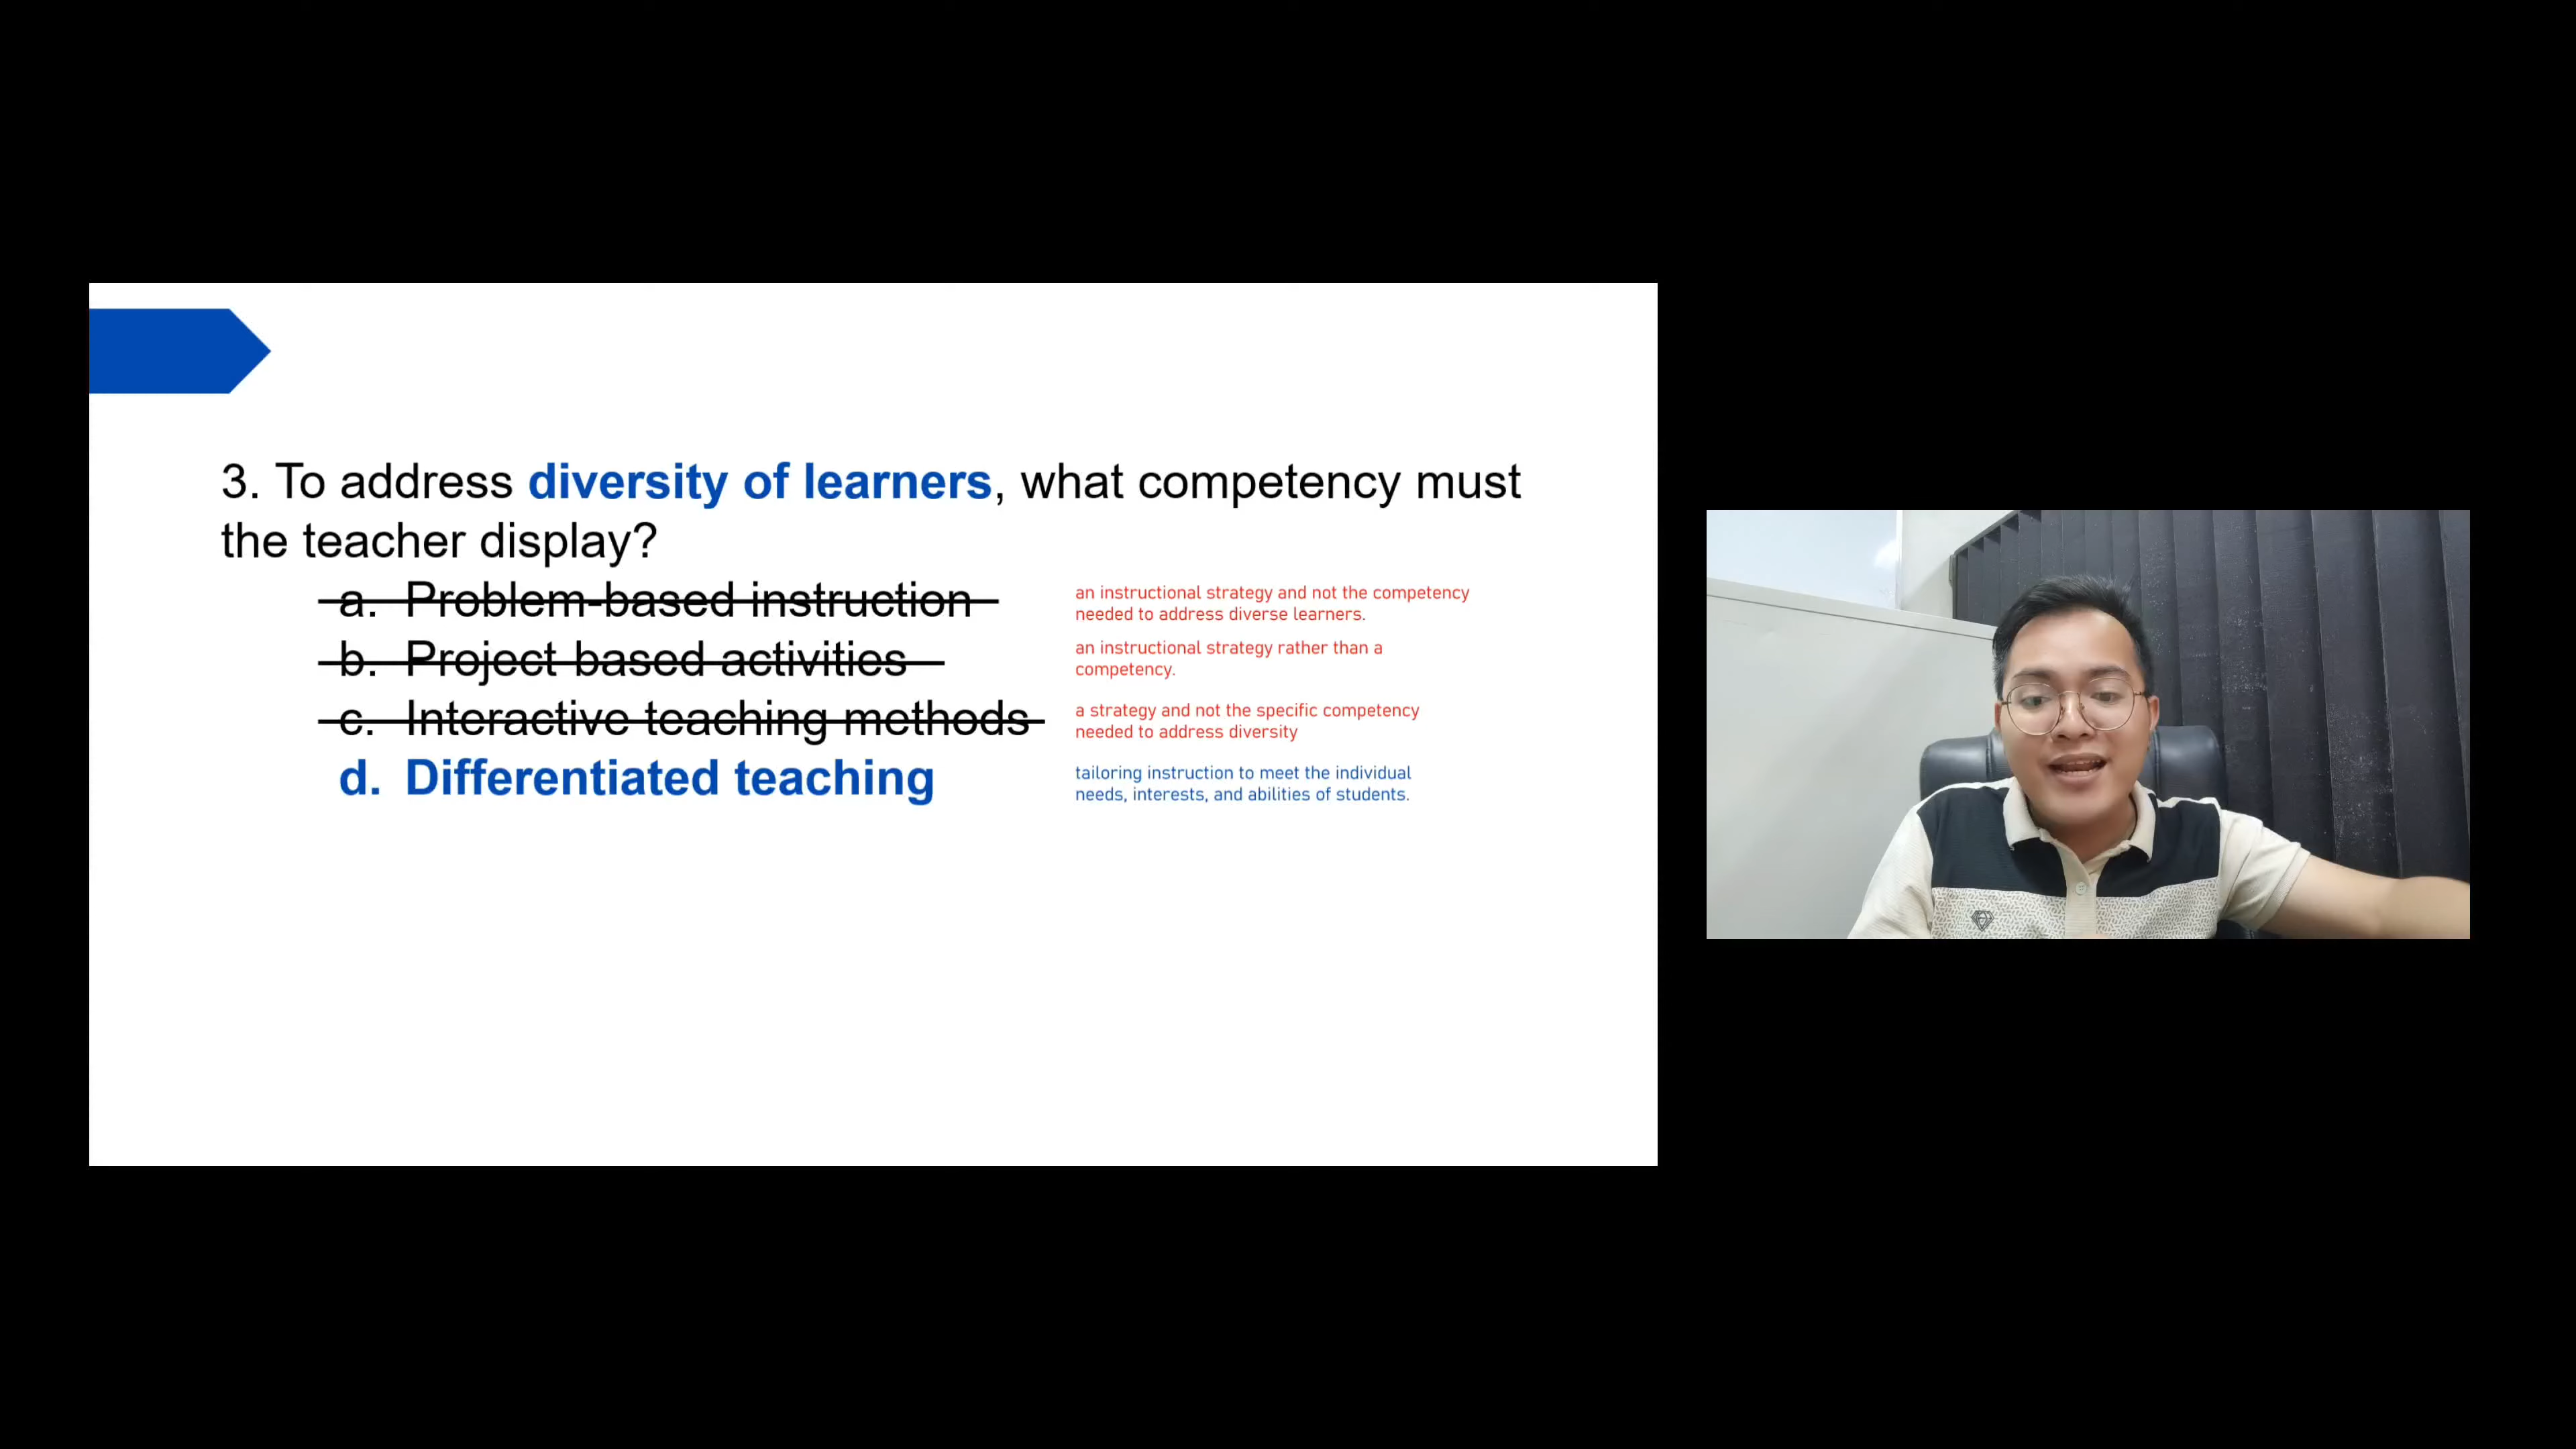 3. To address diversity of learners, what competency must
the teacher display?
a. Problem-based instruction
an instructional strategy and not the competency
needed to address diverse learners.
b. Project based activities
an instructional strategy rather than a
competency.
c. Interactive teaching methods
a strategy and not the specific competency
needed to address diversity
d. Differentiated teaching
tailoring instruction to meet the individual
needs, interests, and abilities of students.